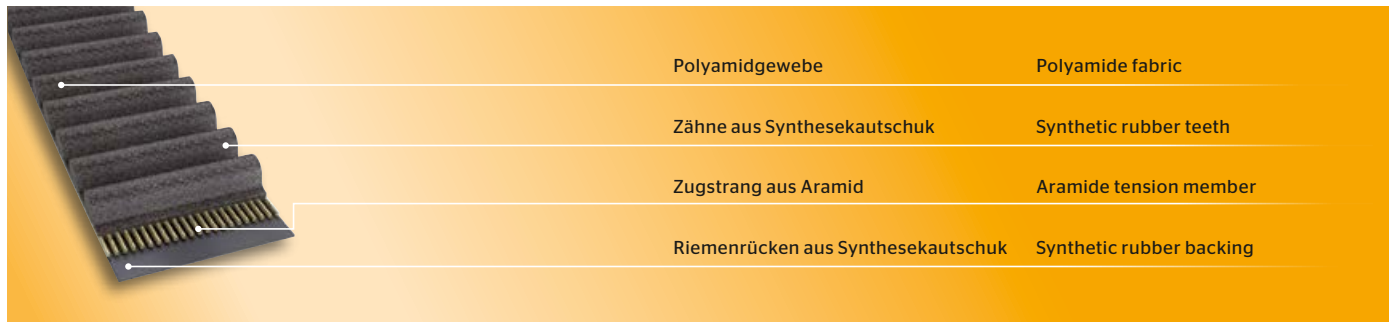 Polyamidgewebe Polyamide fabric
Zähne aus Synthesekautschuk Synthetic rubber teeth
Zugstrang aus Aramid Aramide tension member
Riemenrücken aus Synthesekautschuk Synthetic rubber backing